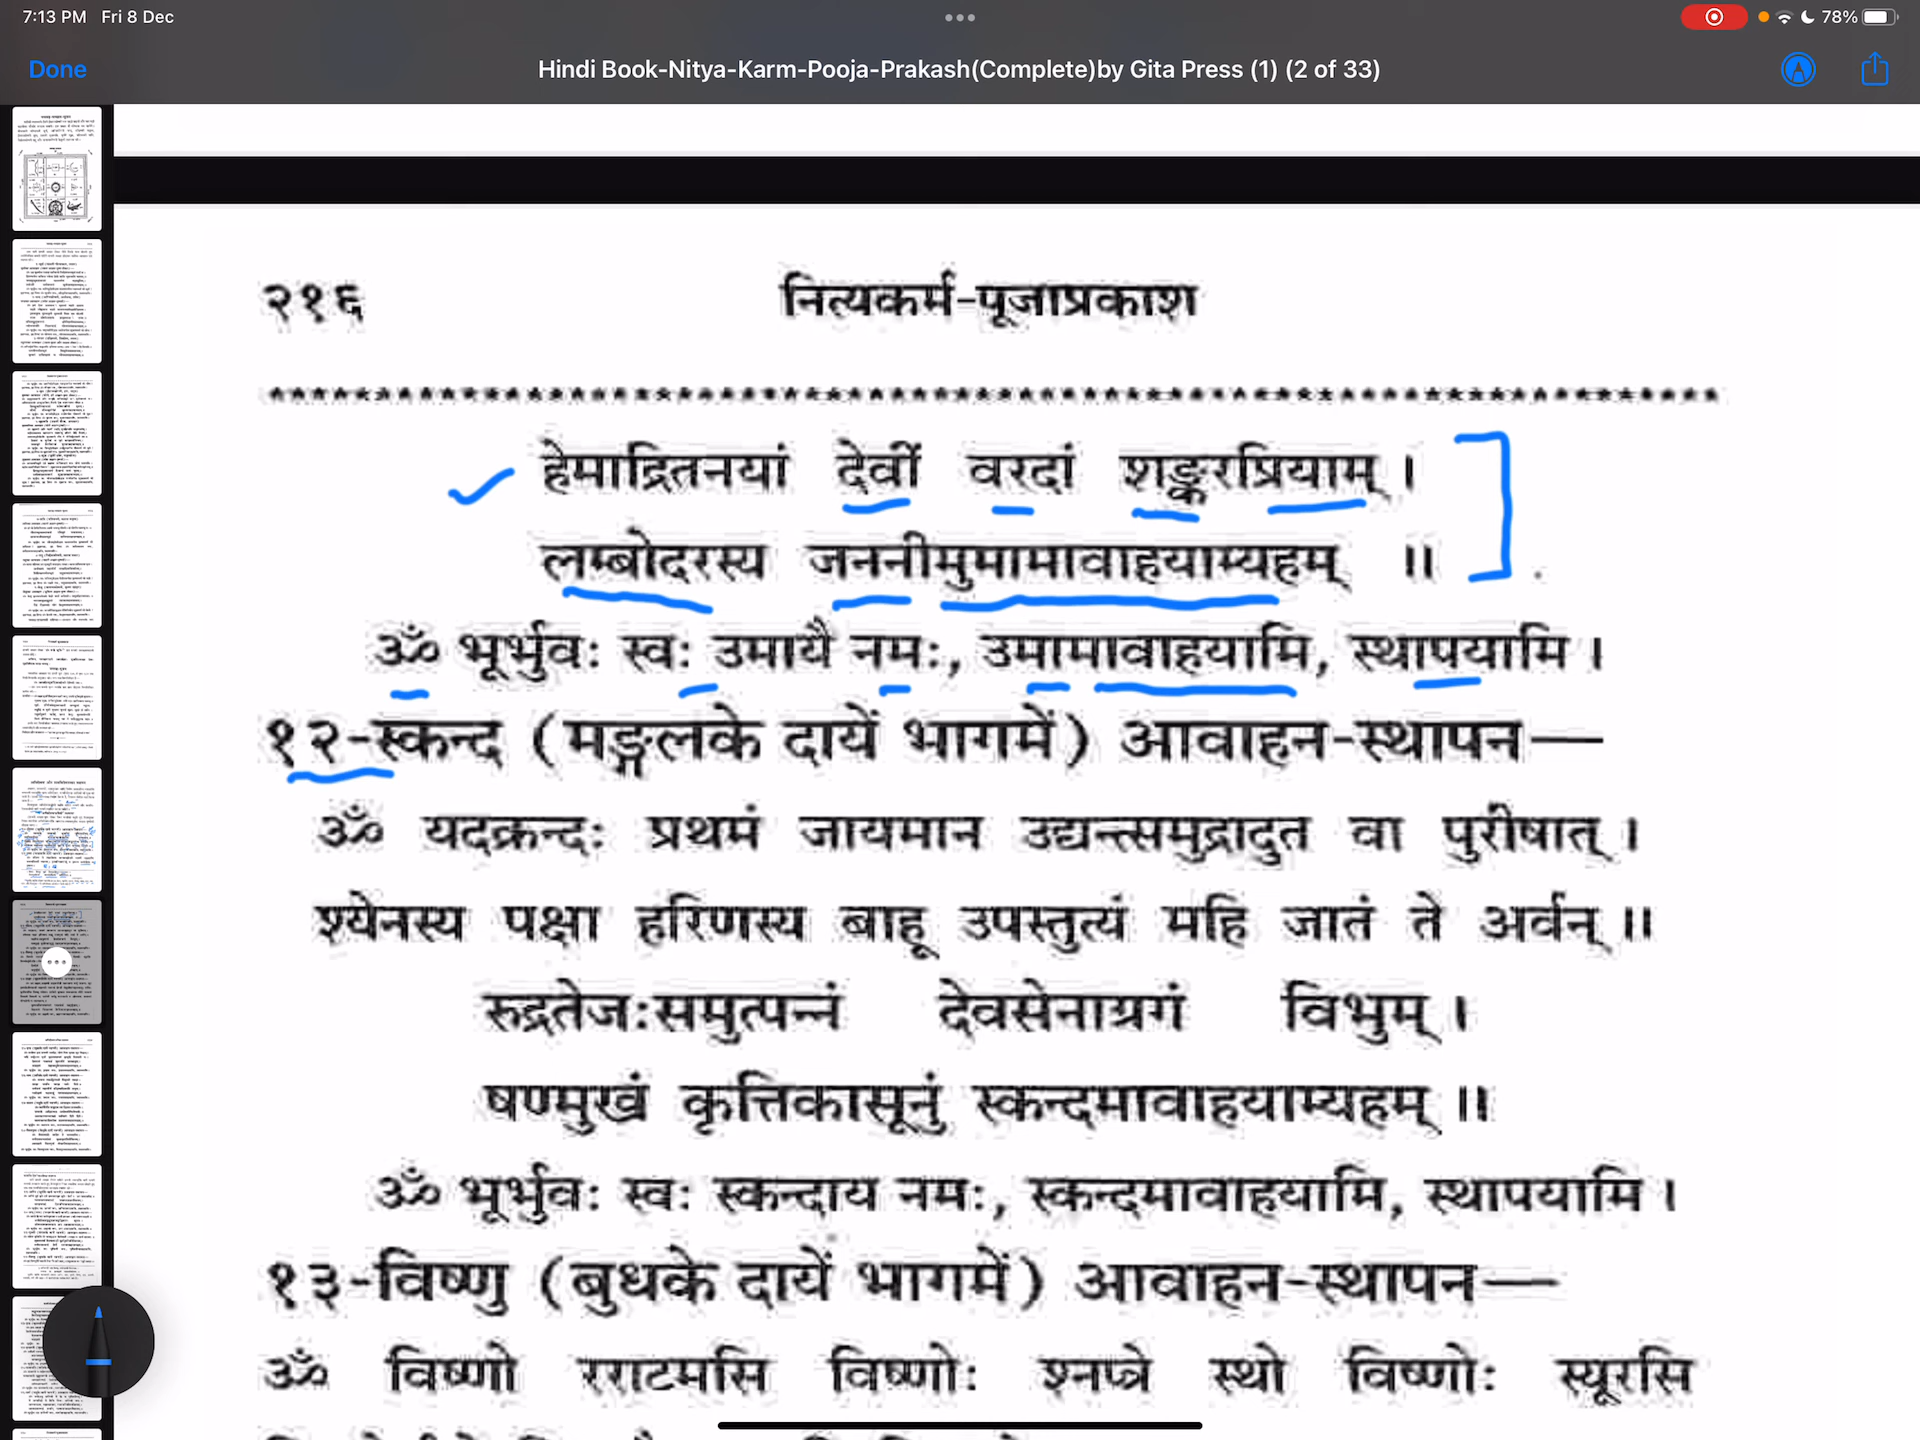 7:13 PM Fri 8 Dec
78%
Done
Hindi Book-Nitya-Karm-Pooja-Prakash(Complete)by Gita Press (1) (2 of 33)
२१६ नित्यकर्म-पूजाप्रकाश
हेमाद्रितनयां देवीं वरदां शङ्करप्रियाम् ।
लम्बोदरस्य जननीमुमामावाहयाम्यहम् ॥
ॐ भूर्भुवः स्वः उमायै नमः, उमामावाहयामि, स्थापयामि ।
१२-स्कन्द (मङ्गलके दायें भागमें) आवाहन-स्थापन—
ॐ यदक्रन्दः प्रथमं जायमान उद्यन्त्समुद्रादुत वा पुरीषात् ।
श्येनस्य पक्षा हरिणस्य बाहू उपस्तुत्यं महि जातं ते अर्वन् ॥
रुद्रतेजःसमुत्पन्नं देवसेनाग्रगं विभुम् ।
षण्मुखं कृत्तिकासूनुं स्कन्दमावाहयाम्यहम् ॥
ॐ भूर्भुवः स्वः स्कन्दाय नमः, स्कन्दमावाहयामि, स्थापयामि ।
१३-विष्णु (बुधके दायें भागमें) आवाहन-स्थापन—
ॐ विष्णो रराटमसि विष्णोः श्नप्त्रे स्थो विष्णोः स्यूरसि